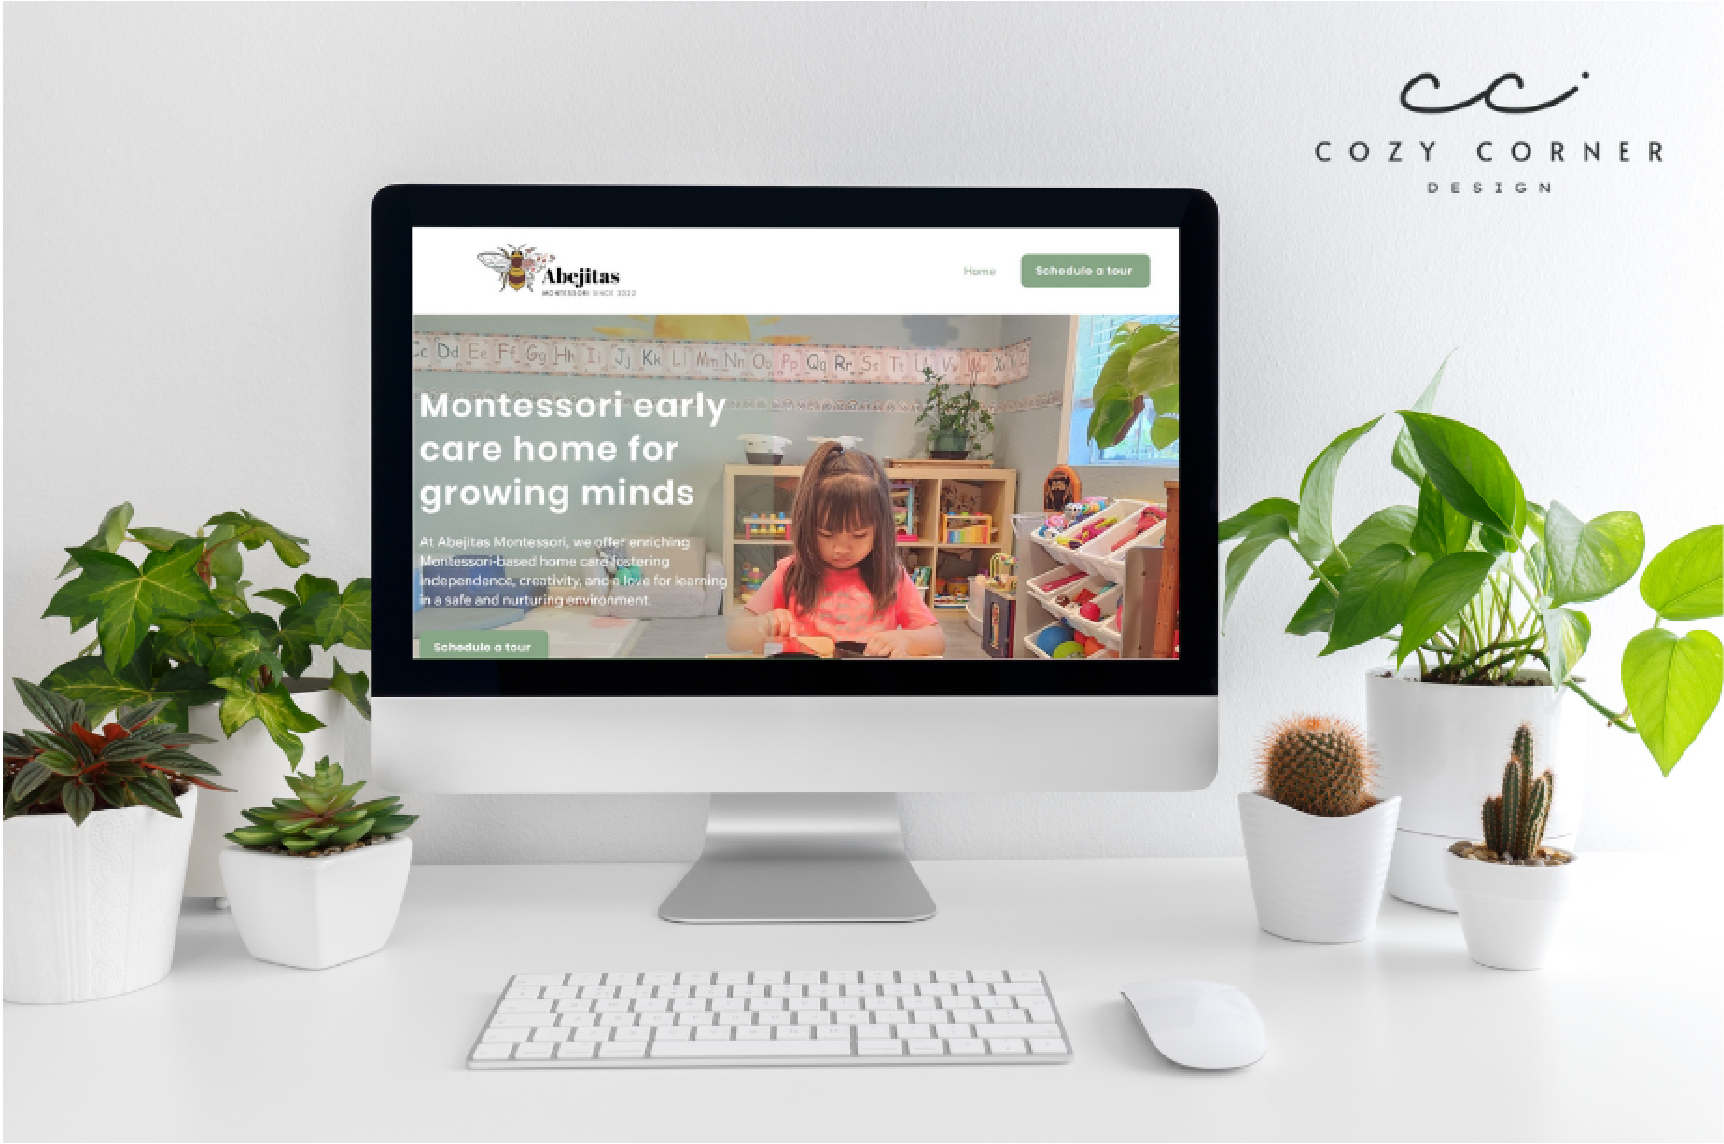 cci
COZY CORNER
DESIGN
Abejitas
MONTESSORI SINCE 2022
Home
Schedule a tour
Cc Dd Ee Ff Gg Hh Ii Jj Kk Ll Mm Nn Oo Pp Qq Rr Ss Tt Uu Vv Ww Xx
Montessori early
care home for
growing minds
At Abejitas Montessori, we offer enriching
Montessori-based home care fostering
independence, creativity, and a love for learning
in a safe and nurturing environment.
Schedule a tour